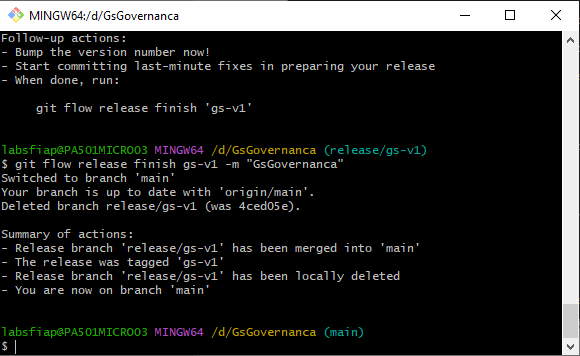 MINGW64:/d/GsGovernanca
Follow-up actions:
- Bump the version number now!
- Start committing last-minute fixes in preparing your release
- When done, run:
git flow release finish 'gs-v1'
labsfiap@PA501MICRO03 MINGW64 /d/GsGovernanca (release/gs-v1)
$ git flow release finish gs-v1 -m "GsGovernanca"
Switched to branch 'main'
Your branch is up to date with 'origin/main'.
Deleted branch release/gs-v1 (was 4ced05e).
Summary of actions:
- Release branch 'release/gs-v1' has been merged into 'main'
- The release was tagged 'gs-v1'
- Release branch 'release/gs-v1' has been locally deleted
- You are now on branch 'main'
labsfiap@PA501MICRO03 MINGW64 /d/GsGovernanca (main)
$